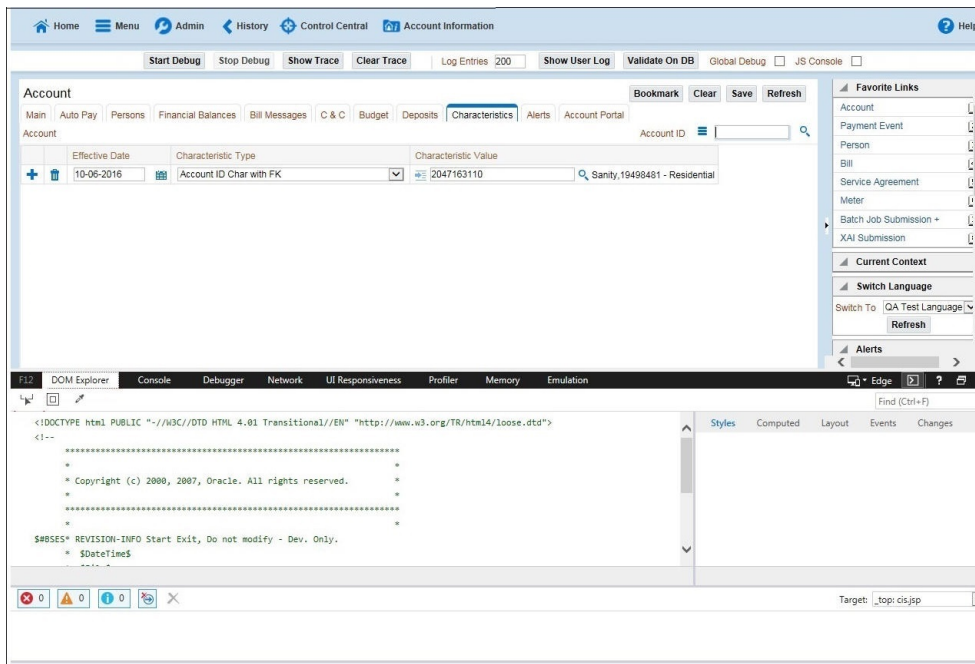 Home Menu Admin History Control Central Account Information Help
Start Debug Stop Debug Show Trace Clear Trace Log Entries 200 Show User Log Validate On DB Global Debug JS Console
Account Bookmark Clear Save Refresh
Main Auto Pay Persons Financial Balances Bill Messages C & C Budget Deposits Characteristics Alerts Account Portal
Account Account ID
Effective Date Characteristic Type Characteristic Value
10-06-2016 Account ID Char with FK 2047163110 Sanity,19498481 - Residential
Favorite Links
Account
Payment Event
Person
Bill
Service Agreement
Meter
Batch Job Submission +
XAI Submission
Current Context
Switch Language
Switch To QA Test Language
Refresh
Alerts
F12 DOM Explorer Console Debugger Network UI Responsiveness Profiler Memory Emulation Edge ?
Find (Ctrl+F)
<!DOCTYPE html PUBLIC "-//W3C//DTD HTML 4.01 Transitional//EN" "http://www.w3.org/TR/html4/loose.dtd">
<!--
******************************************************************
* *
* Copyright (c) 2000, 2007, Oracle. All rights reserved. *
* *
******************************************************************
* *
$#BSES* REVISION-INFO Start Exit, Do not modify - Dev. Only.
* $DateTime$
Styles Computed Layout Events Changes
0 0 0
Target: _top: cis.jsp